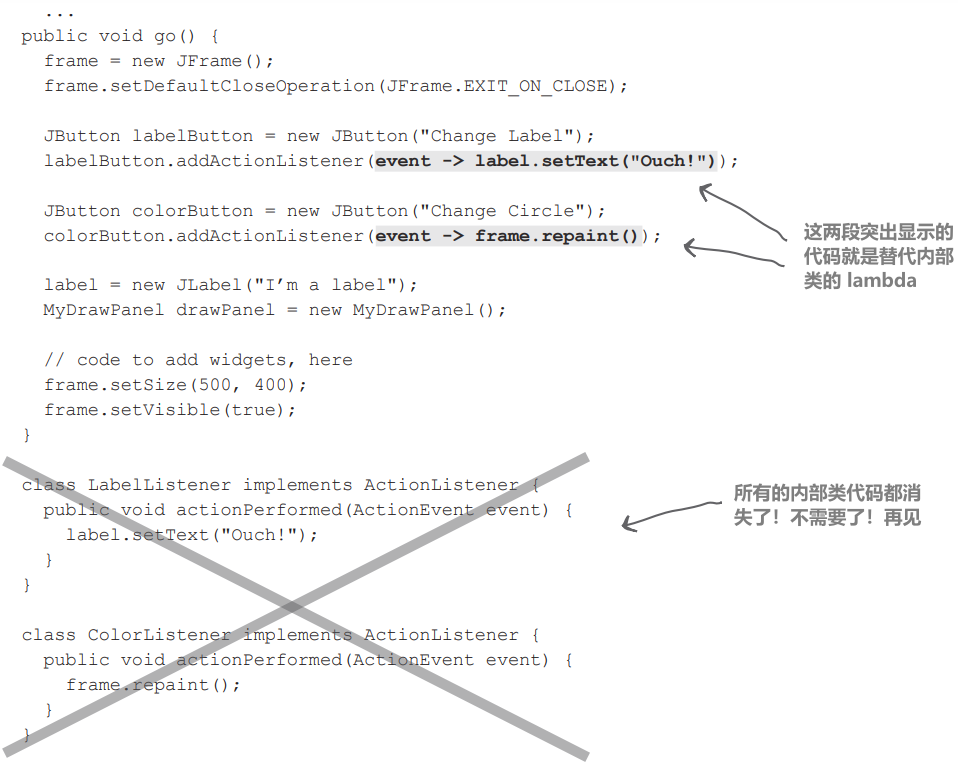 ...
public void go() {
  frame = new JFrame();
  frame.setDefaultCloseOperation(JFrame.EXIT_ON_CLOSE);
  JButton labelButton = new JButton("Change Label");
  labelButton.addActionListener(event -> label.setText("Ouch!"));
  JButton colorButton = new JButton("Change Circle");
  colorButton.addActionListener(event -> frame.repaint());
这两段突出显示的
代码就是替代内部
类的 lambda
  label = new JLabel("I’m a label");
  MyDrawPanel drawPanel = new MyDrawPanel();
  // code to add widgets, here
  frame.setSize(500, 400);
  frame.setVisible(true);
}
class LabelListener implements ActionListener {
  public void actionPerformed(ActionEvent event) {
    label.setText("Ouch!");
  }
}
所有的内部类代码都消
失了！不需要了！再见
class ColorListener implements ActionListener {
  public void actionPerformed(ActionEvent event) {
    frame.repaint();
  }
}